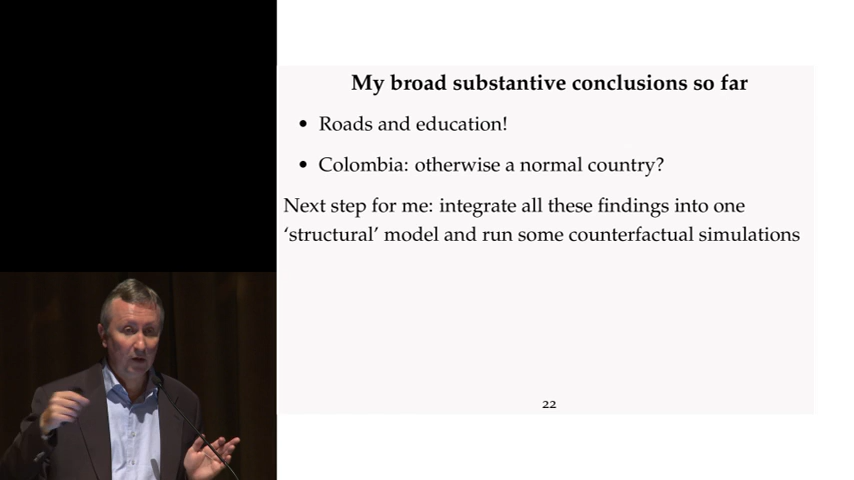 My broad substantive conclusions so far
• Roads and education!
• Colombia: otherwise a normal country?
Next step for me: integrate all these findings into one
‘structural’ model and run some counterfactual simulations
22